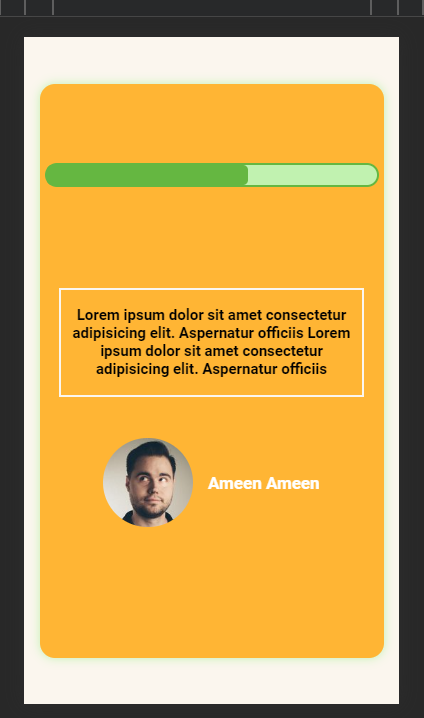 Lorem ipsum dolor sit amet consectetur
adipisicing elit. Aspernatur officiis Lorem
ipsum dolor sit amet consectetur
adipisicing elit. Aspernatur officiis
Ameen Ameen